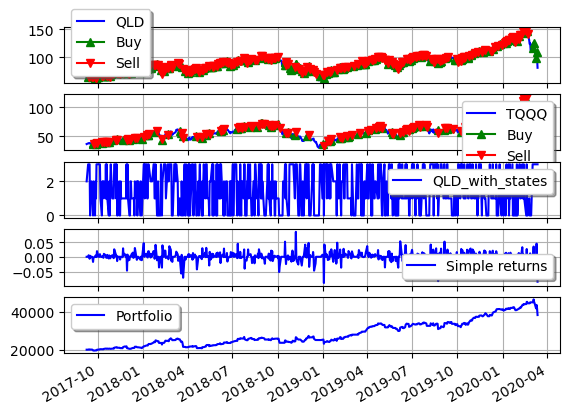 150
100
QLD
Buy
Sell
100
50
TQQQ
Buy
Sell
2
0
QLD_with_states
0.05
0.00
−0.05
Simple returns
40000
20000
Portfolio
2017-10 2018-01 2018-04 2018-07 2018-10 2019-01 2019-04 2019-07 2019-10 2020-01 2020-04